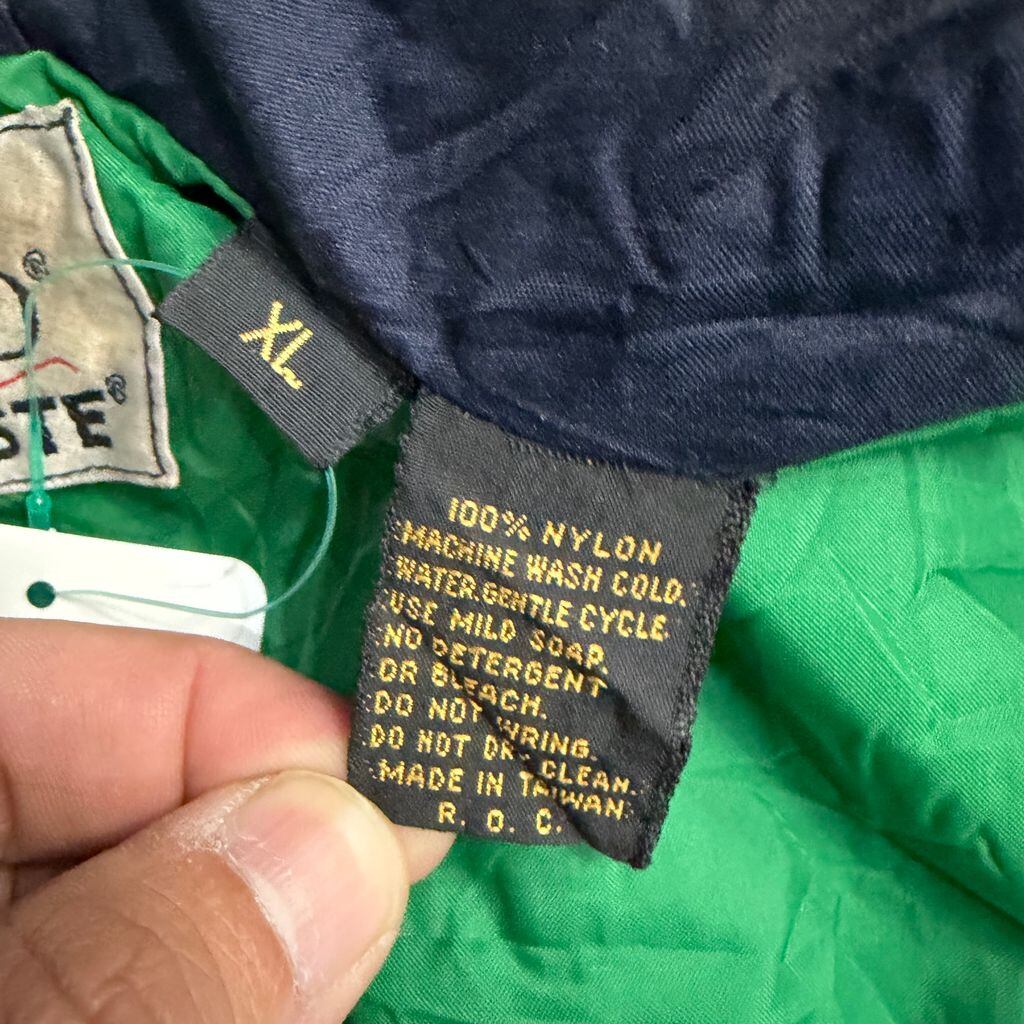 ®
STE®
XL
100% NYLON
MACHINE WASH COLD.
WATER.GENTLE CYCLE.
USE MILD SOAP.
NO DETERGENT
OR BLEACH.
DO NOT WRING.
DO NOT DRY CLEAN.
MADE IN TAIWAN.
R. O. C.